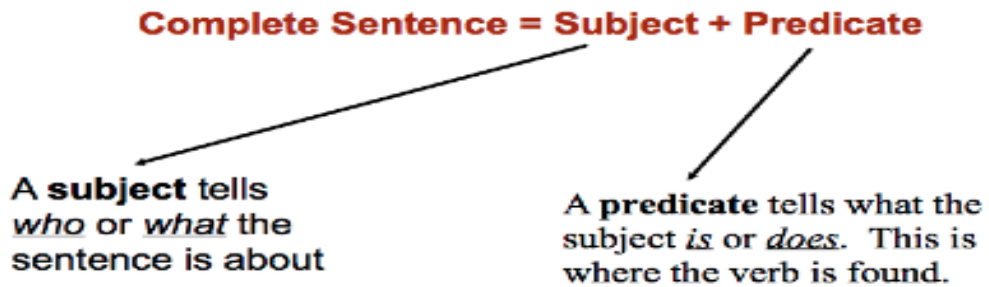 Complete Sentence = Subject + Predicate
A subject tells
who or what the
sentence is about
A predicate tells what the
subject is or does. This is
where the verb is found.